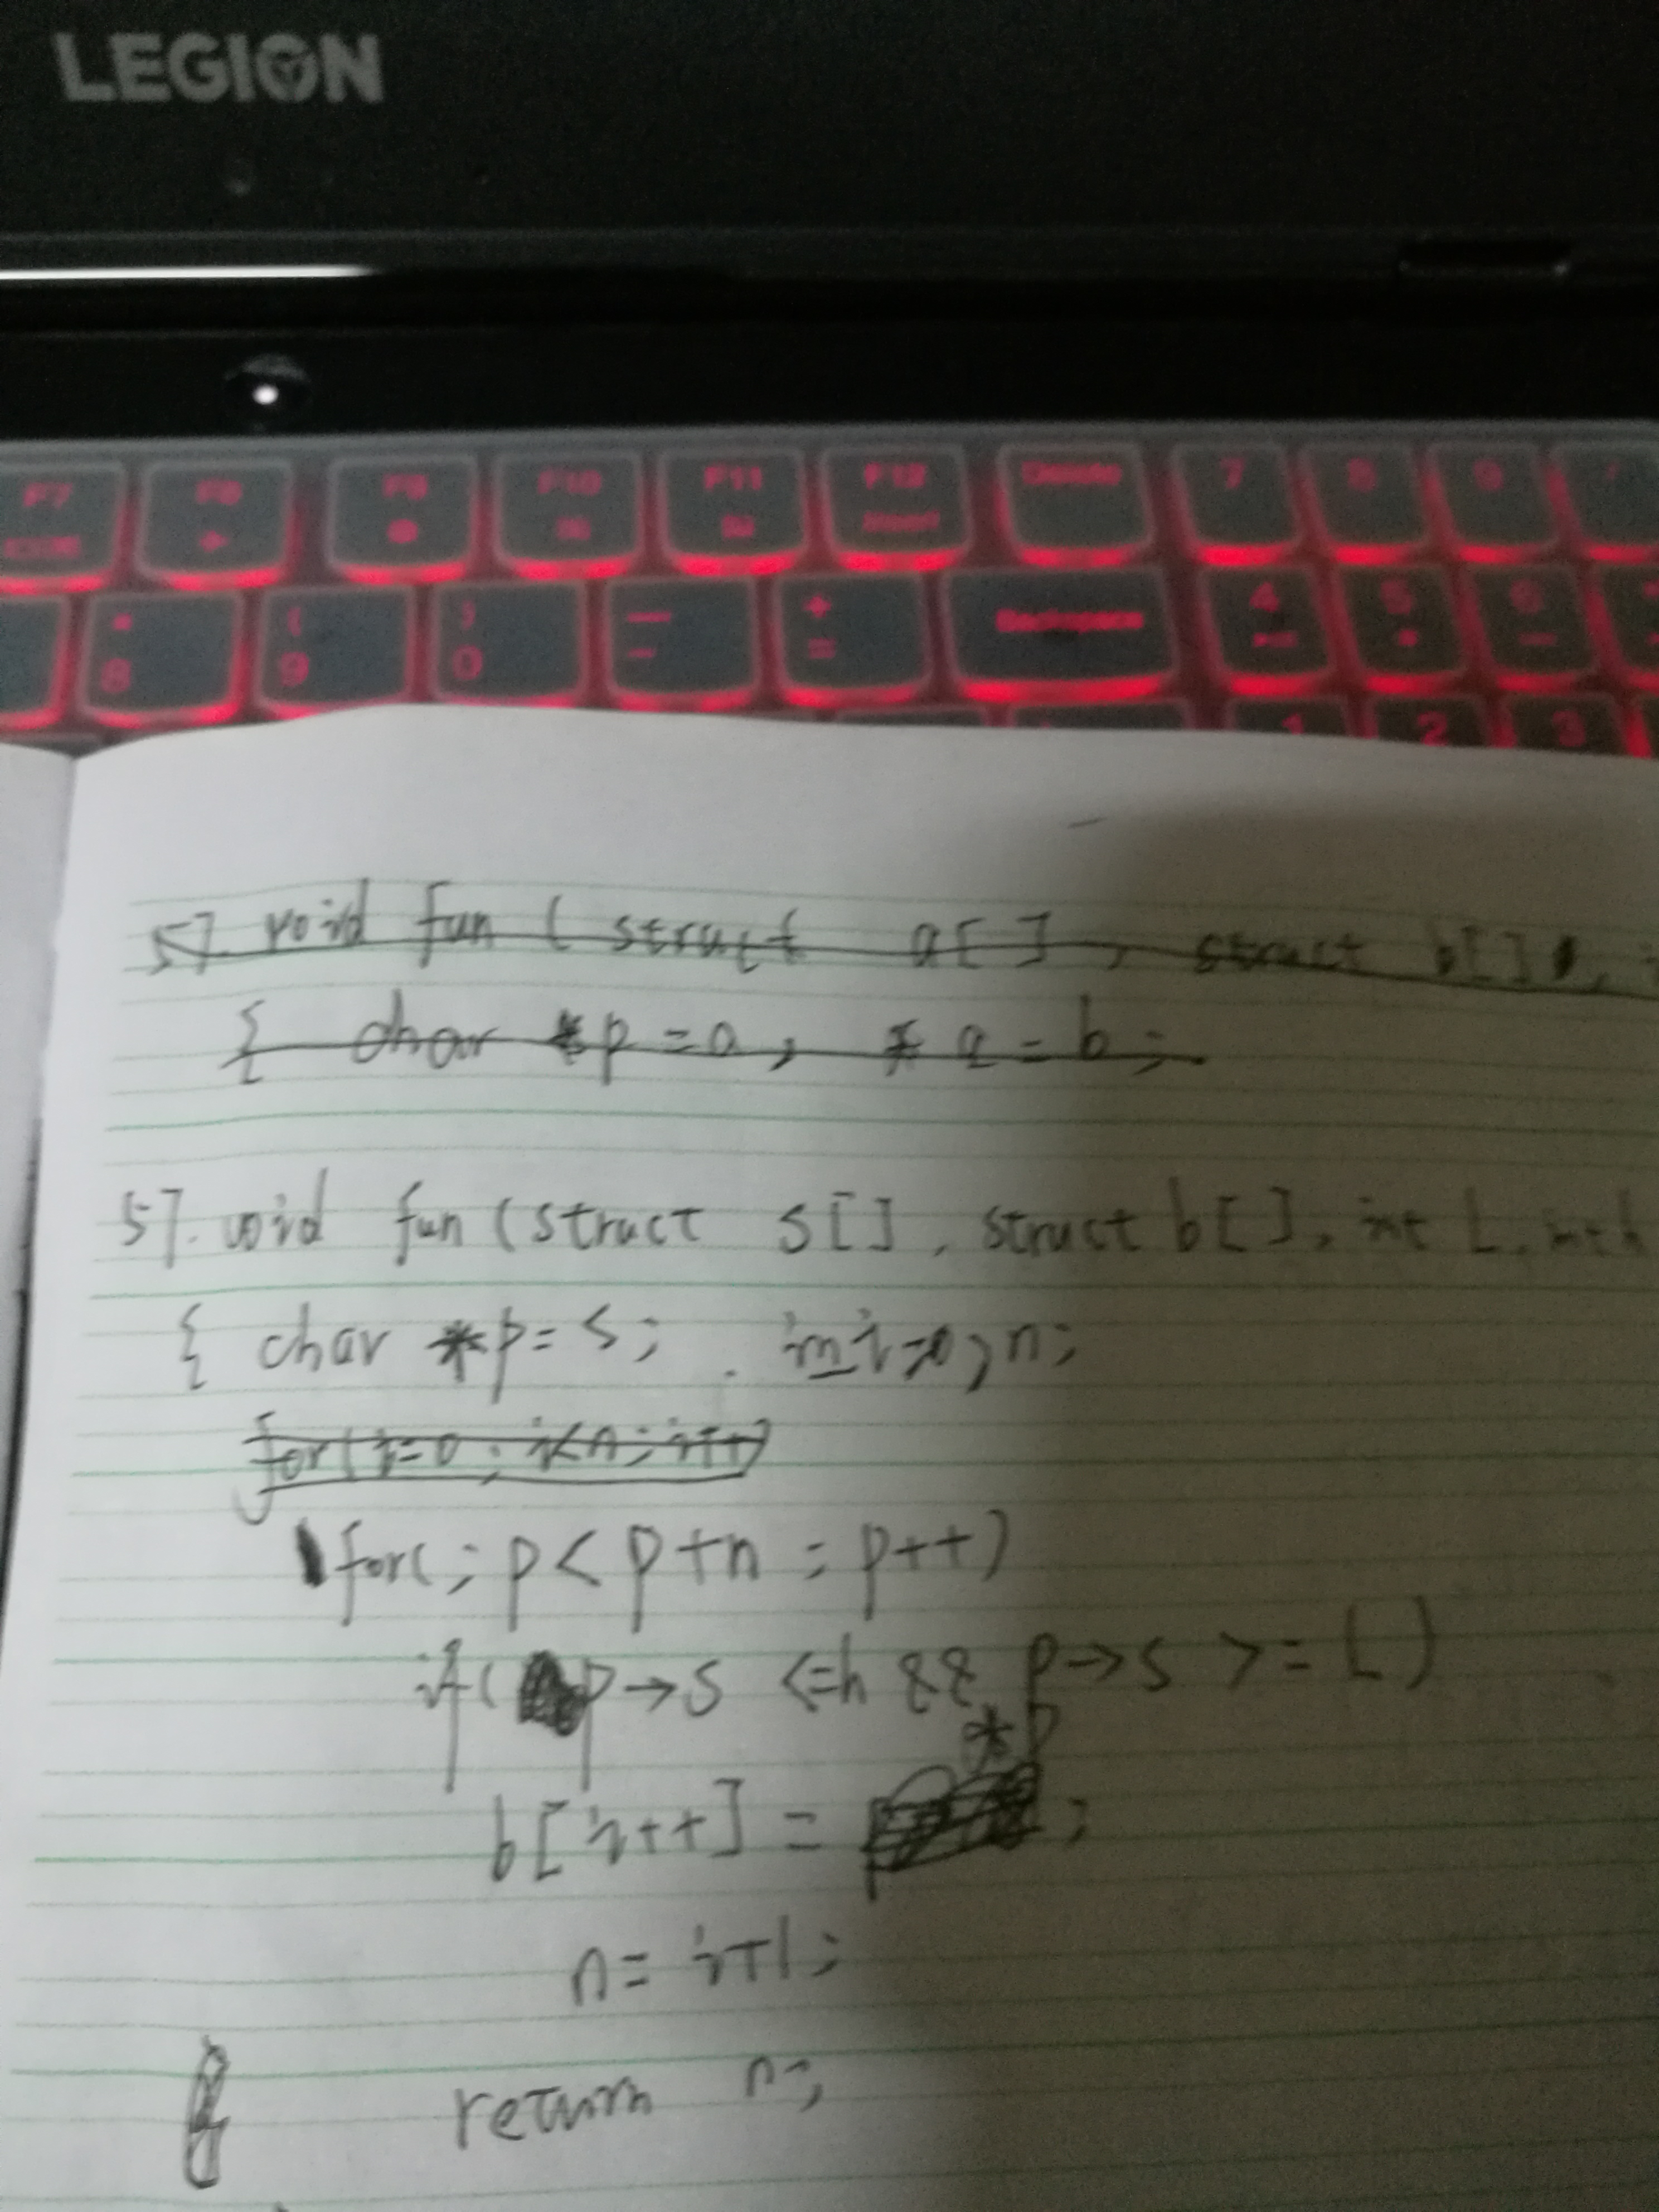 LEGION
F7 F8 F9 F10 F11 F12 Delete 7 8 9
Insert
8 ( 9 ) 0 — - + = Backspace 4 5 6
1 2 3
57. void fun ( struct a[] , struct b[],
{ char *p = a, * q = b;
57. void fun (struct s[], struct b[], int L, int h
{ char *p = s; int i=0, n;
for(i=0; i<n; i++)
for(; p < p+n ; p++)
if( p→s <=h && p→s >= L)
*p
b[i++] = ;
n= i+1;
return n;